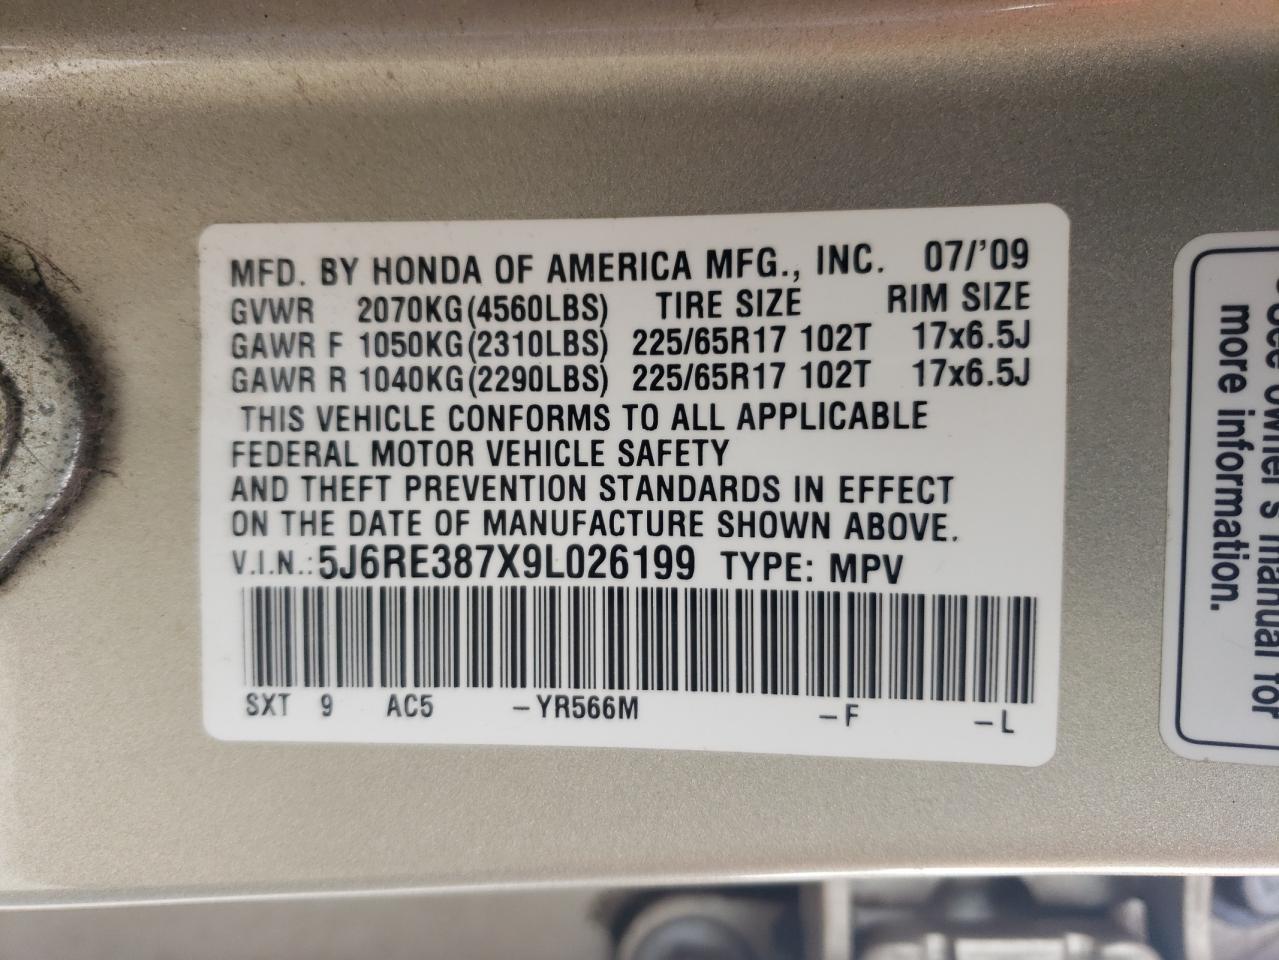 MFD. BY HONDA OF AMERICA MFG., INC. 07/'09
GVWR 2070KG(4560LBS) TIRE SIZE RIM SIZE
GAWR F 1050KG(2310LBS) 225/65R17 102T 17x6.5J
GAWR R 1040KG(2290LBS) 225/65R17 102T 17x6.5J
THIS VEHICLE CONFORMS TO ALL APPLICABLE
FEDERAL MOTOR VEHICLE SAFETY
AND THEFT PREVENTION STANDARDS IN EFFECT
ON THE DATE OF MANUFACTURE SHOWN ABOVE.
V.I.N.:5J6RE387X9L026199 TYPE: MPV
SXT 9 AC5 -YR566M -F -L
owner's manual for
more information.